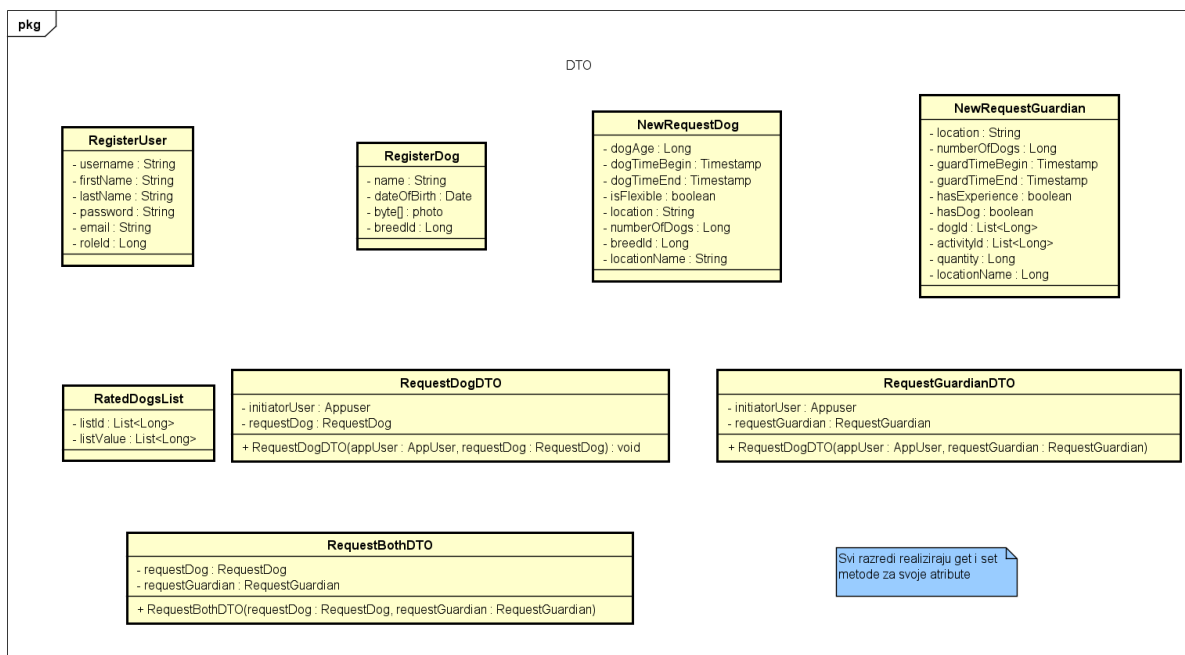 pkg
DTO
RegisterUser
- username : String
- firstName : String
- lastName : String
- password : String
- email : String
- roleId : Long
RegisterDog
- name : String
- dateOfBirth : Date
- byte[] : photo
- breedId : Long
NewRequestDog
- dogAge : Long
- dogTimeBegin : Timestamp
- dogTimeEnd : Timestamp
- isFlexible : boolean
- location : String
- numberOfDogs : Long
- breedId : Long
- locationName : String
NewRequestGuardian
- location : String
- numberOfDogs : Long
- guardTimeBegin : Timestamp
- guardTimeEnd : Timestamp
- hasExperience : boolean
- hasDog : boolean
- dogId : List<Long>
- activityId : List<Long>
- quantity : Long
- locationName : Long
RatedDogsList
- listId : List<Long>
- listValue : List<Long>
RequestDogDTO
- initiatorUser : Appuser
- requestDog : RequestDog
+ RequestDogDTO(appUser : AppUser, requestDog : RequestDog) : void
RequestGuardianDTO
- initiatorUser : Appuser
- requestGuardian : RequestGuardian
+ RequestDogDTO(appUser : AppUser, requestGuardian : RequestGuardian)
RequestBothDTO
- requestDog : RequestDog
- requestGuardian : RequestGuardian
+ RequestBothDTO(requestDog : RequestDog, requestGuardian : RequestGuardian)
Svi razredi realiziraju get i set
metode za svoje atribute